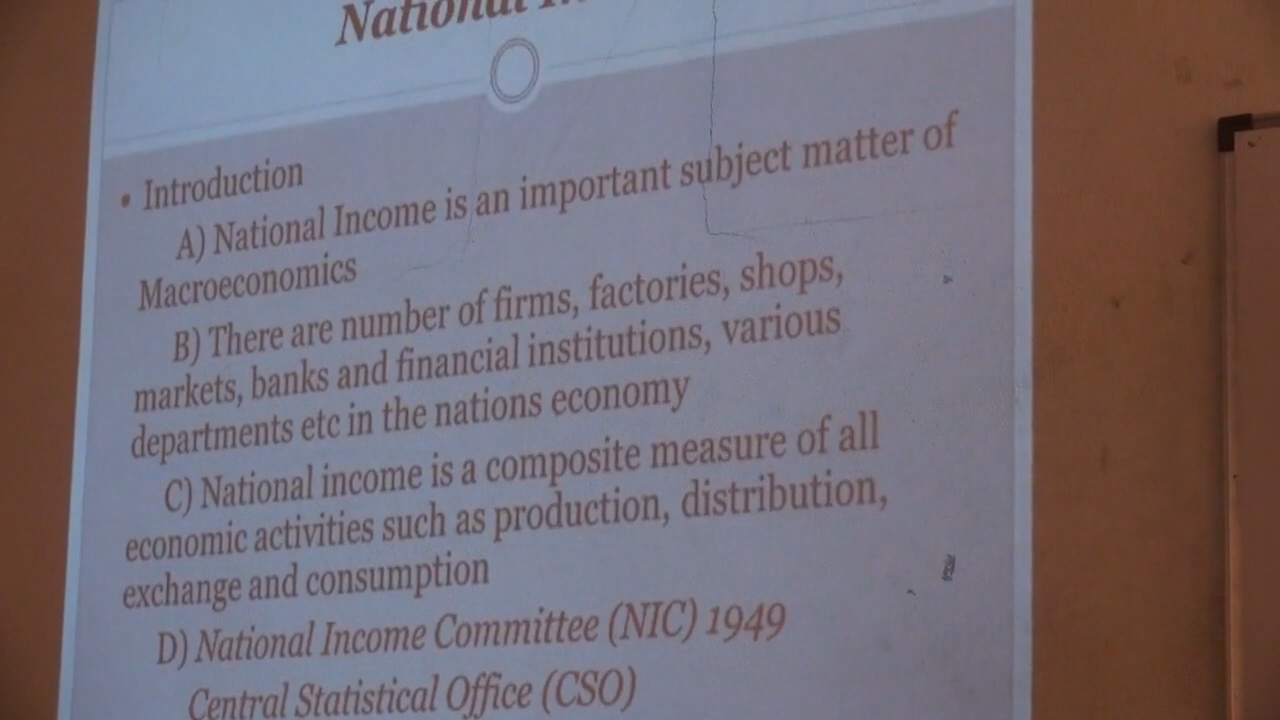 National
• Introduction
A) National Income is an important subject matter of
Macroeconomics
B) There are number of firms, factories, shops,
markets, banks and financial institutions, various
departments etc in the nations economy
C) National income is a composite measure of all
economic activities such as production, distribution,
exchange and consumption
D) National Income Committee (NIC) 1949
Central Statistical Office (CSO)